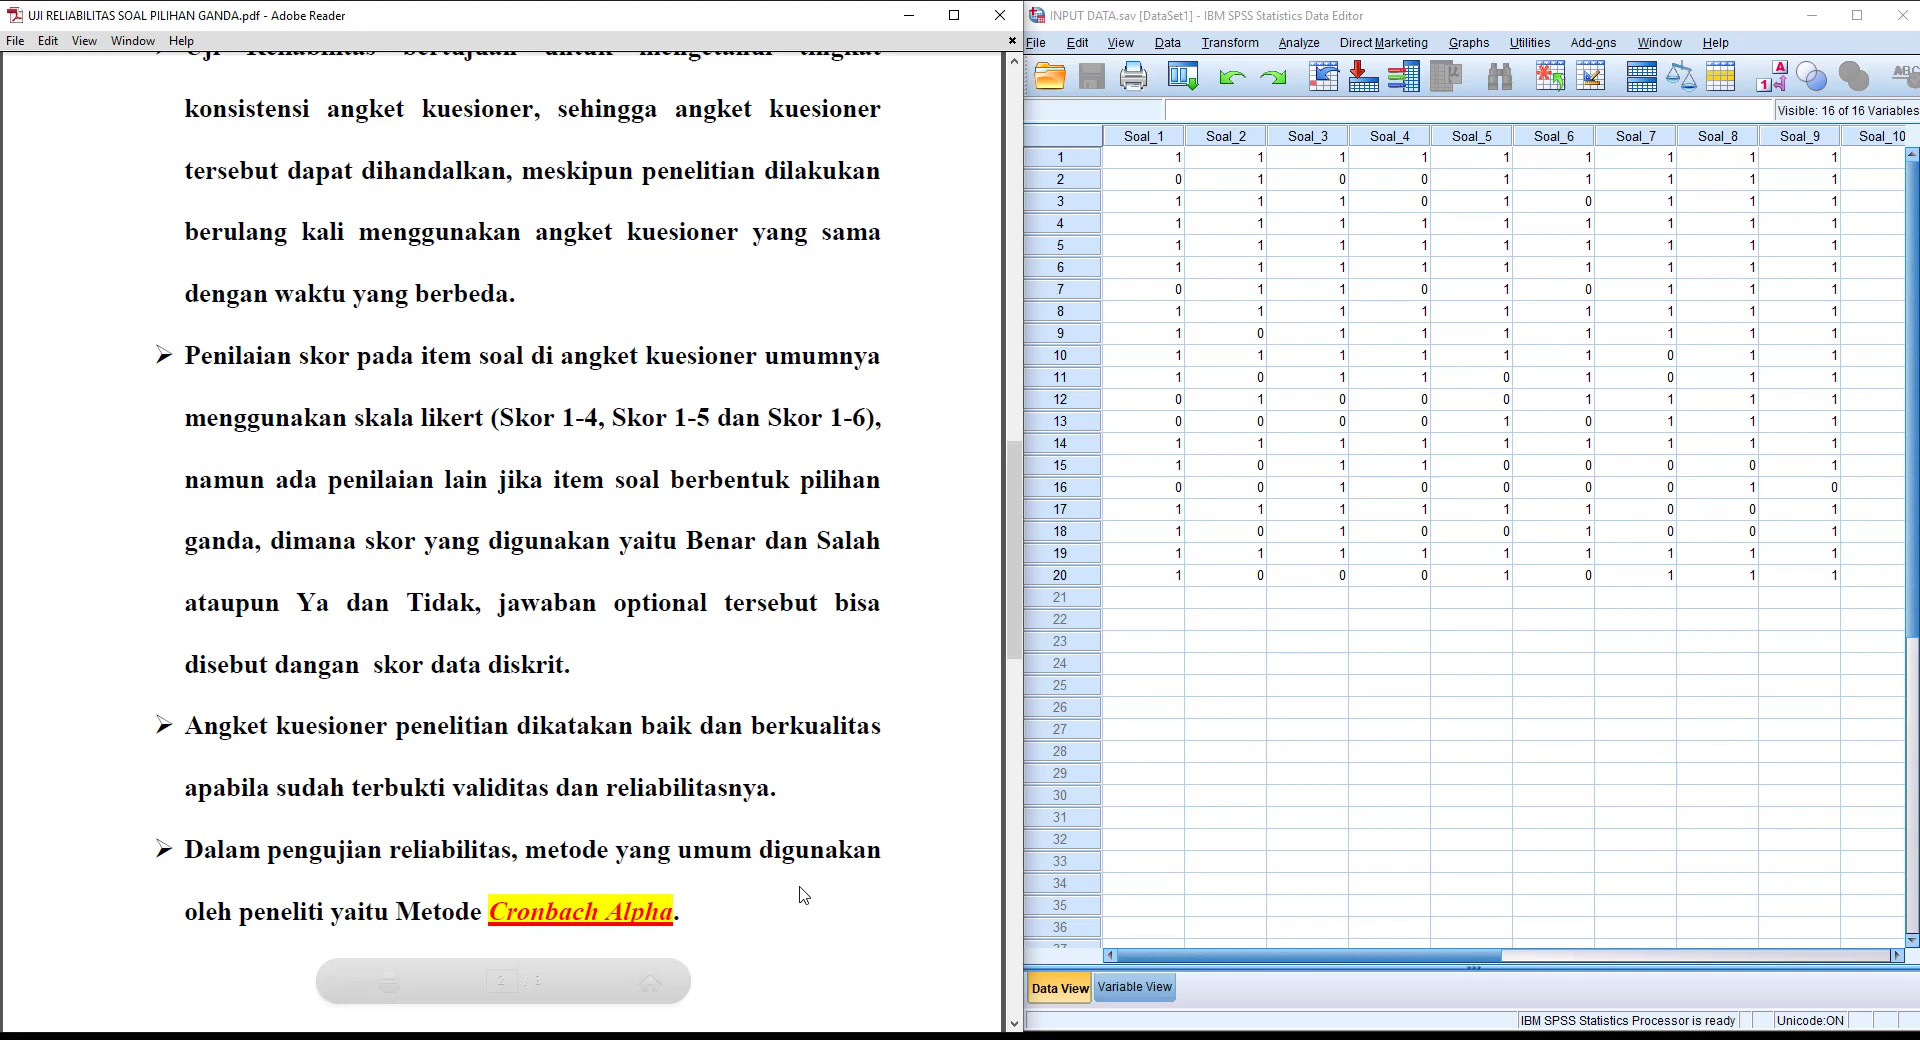 UJI RELIABILITAS SOAL PILIHAN GANDA.pdf - Adobe Reader
File Edit View Window Help
Uji Reliabilitas bertujuan untuk mengetahui tingkat
konsistensi angket kuesioner, sehingga angket kuesioner
tersebut dapat dihandalkan, meskipun penelitian dilakukan
berulang kali menggunakan angket kuesioner yang sama
dengan waktu yang berbeda.
➢ Penilaian skor pada item soal di angket kuesioner umumnya
menggunakan skala likert (Skor 1-4, Skor 1-5 dan Skor 1-6),
namun ada penilaian lain jika item soal berbentuk pilihan
ganda, dimana skor yang digunakan yaitu Benar dan Salah
ataupun Ya dan Tidak, jawaban optional tersebut bisa
disebut dangan skor data diskrit.
➢ Angket kuesioner penelitian dikatakan baik dan berkualitas
apabila sudah terbukti validitas dan reliabilitasnya.
➢ Dalam pengujian reliabilitas, metode yang umum digunakan
oleh peneliti yaitu Metode Cronbach Alpha.
2 / 3
INPUT DATA.sav [DataSet1] - IBM SPSS Statistics Data Editor
File Edit View Data Transform Analyze Direct Marketing Graphs Utilities Add-ons Window Help
Visible: 16 of 16 Variables
Soal_1 Soal_2 Soal_3 Soal_4 Soal_5 Soal_6 Soal_7 Soal_8 Soal_9 Soal_10
1 1 1 1 1 1 1 1 1 1
2 0 1 0 0 1 1 1 1 1
3 1 1 1 0 1 0 1 1 1
4 1 1 1 1 1 1 1 1 1
5 1 1 1 1 1 1 1 1 1
6 1 1 1 1 1 1 1 1 1
7 0 1 1 0 1 0 1 1 1
8 1 1 1 1 1 1 1 1 1
9 1 0 1 1 1 1 1 1 1
10 1 1 1 1 1 1 0 1 1
11 1 0 1 1 0 1 0 1 1
12 0 1 0 0 0 1 1 1 1
13 0 0 0 0 1 0 1 1 1
14 1 1 1 1 1 1 1 1 1
15 1 0 1 1 0 0 0 0 1
16 0 0 1 0 0 0 0 1 0
17 1 1 1 1 1 1 0 0 1
18 1 0 1 0 0 1 0 0 1
19 1 1 1 1 1 1 1 1 1
20 1 0 0 0 1 0 1 1 1
21
22
23
24
25
26
27
28
29
30
31
32
33
34
35
36
37
Data View Variable View
IBM SPSS Statistics Processor is ready Unicode:ON